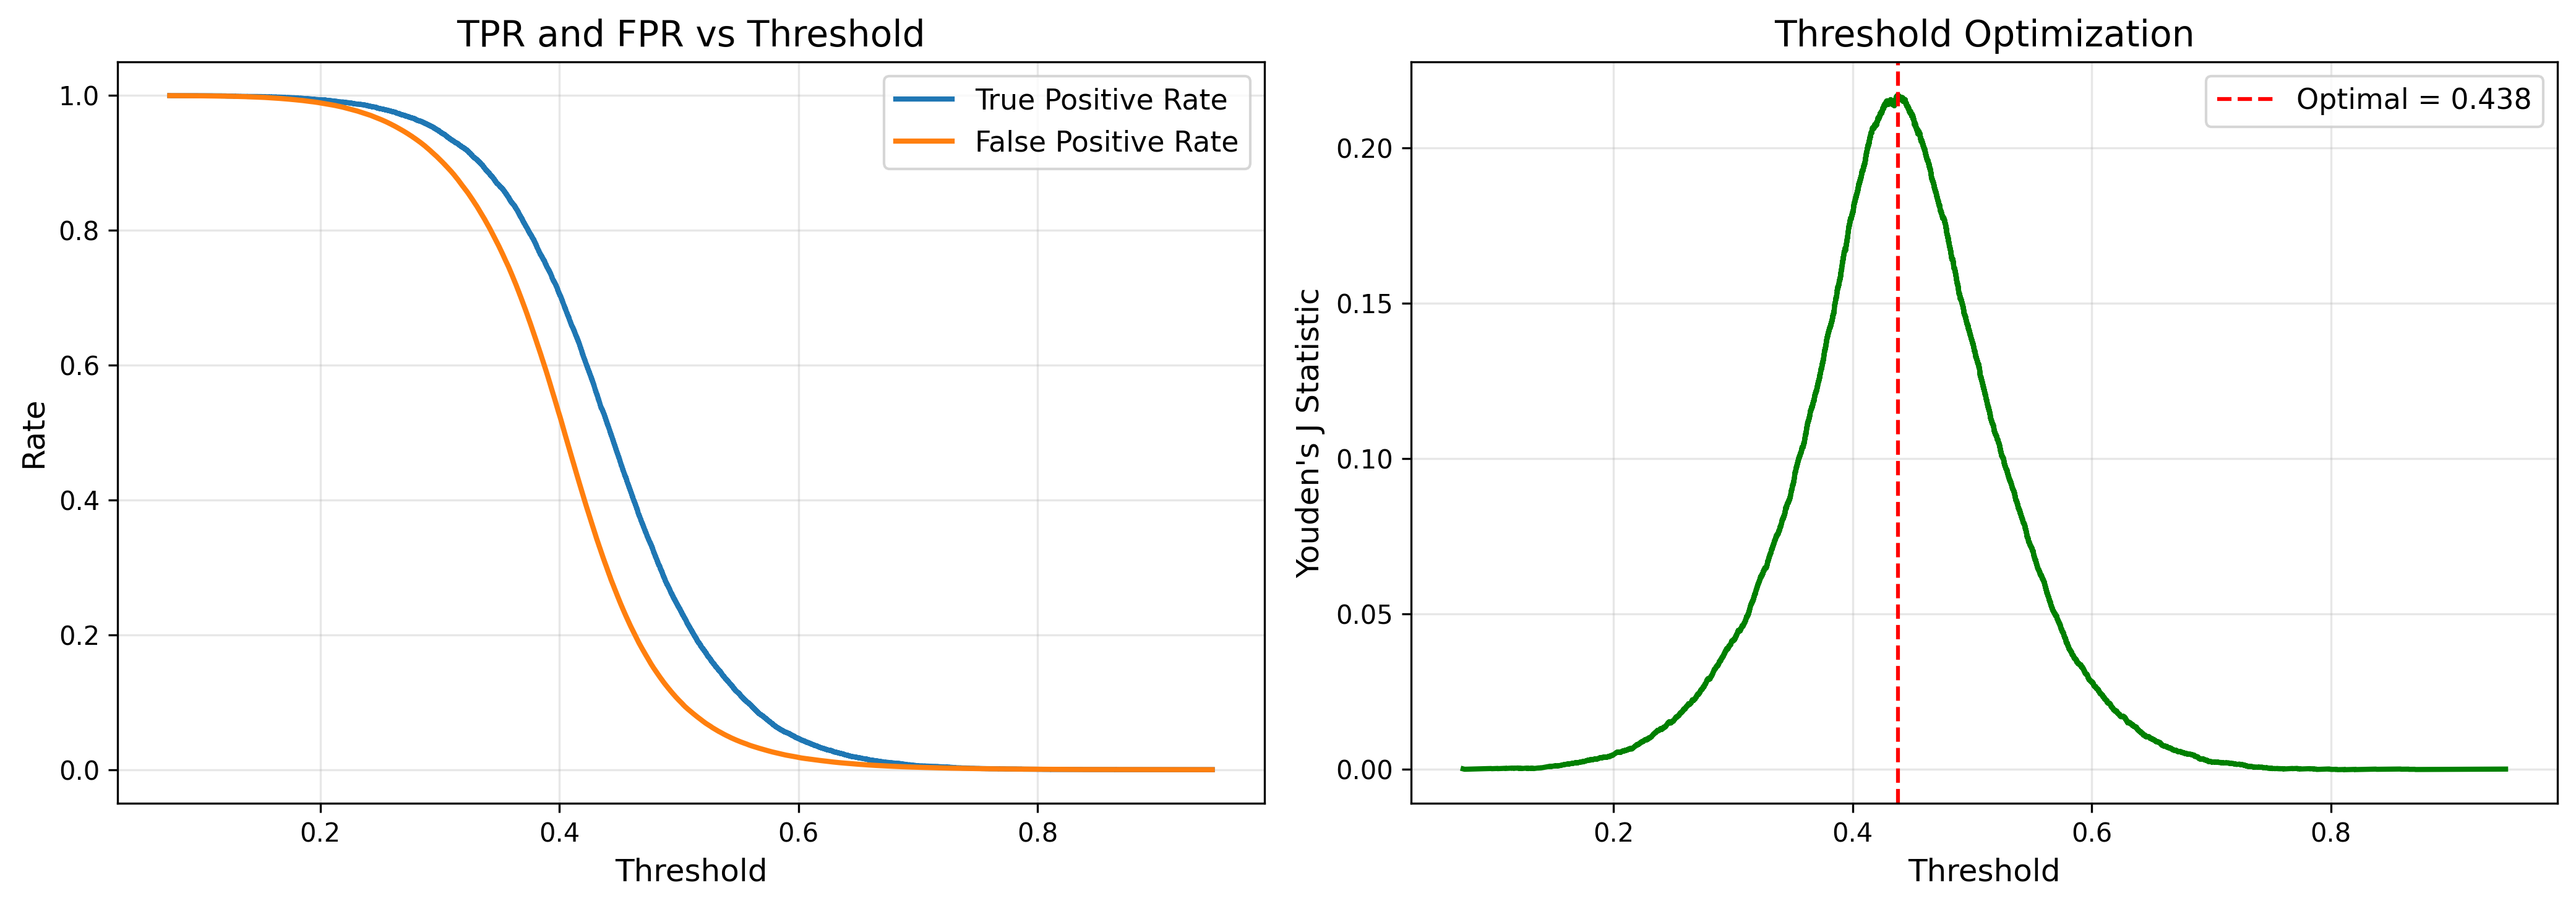 TPR and FPR vs Threshold
True Positive Rate
False Positive Rate
1.0
0.8
0.6
0.4
0.2
0.0
Rate
0.2 0.4 0.6 0.8
Threshold
Threshold Optimization
Optimal = 0.438
0.20
0.15
0.10
0.05
0.00
Youden's J Statistic
0.2 0.4 0.6 0.8
Threshold